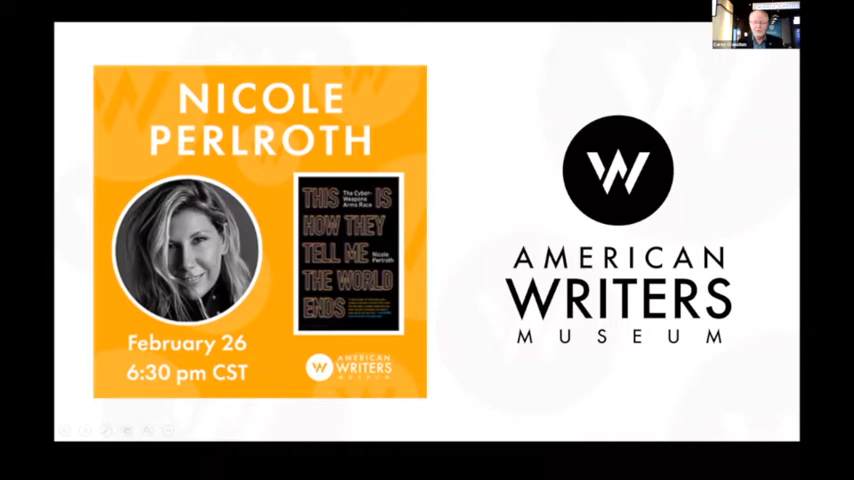 NICOLE
PERLROTH
THIS The Cyber- IS
Weapons
Arms Race
HOW THEY
TELL ME Nicole
Perlroth
THE WORLD
ENDS
February 26
6:30 pm CST
AMERICAN
WRITERS
MUSEUM
AMERICAN
WRITERS
MUSEUM